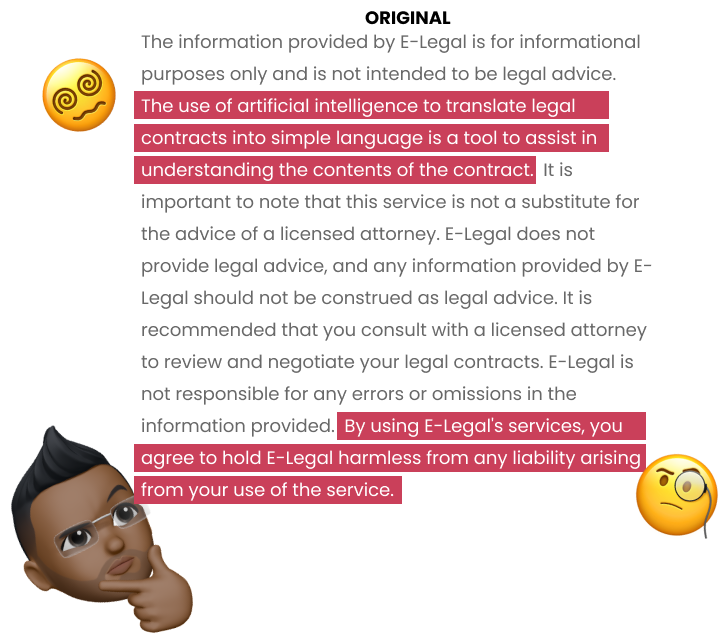 ORIGINAL
The information provided by E-Legal is for informational
purposes only and is not intended to be legal advice.
The use of artificial intelligence to translate legal
contracts into simple language is a tool to assist in
understanding the contents of the contract. It is
important to note that this service is not a substitute for
the advice of a licensed attorney. E-Legal does not
provide legal advice, and any information provided by E-
Legal should not be construed as legal advice. It is
recommended that you consult with a licensed attorney
to review and negotiate your legal contracts. E-Legal is
not responsible for any errors or omissions in the
information provided. By using E-Legal's services, you
agree to hold E-Legal harmless from any liability arising
from your use of the service.